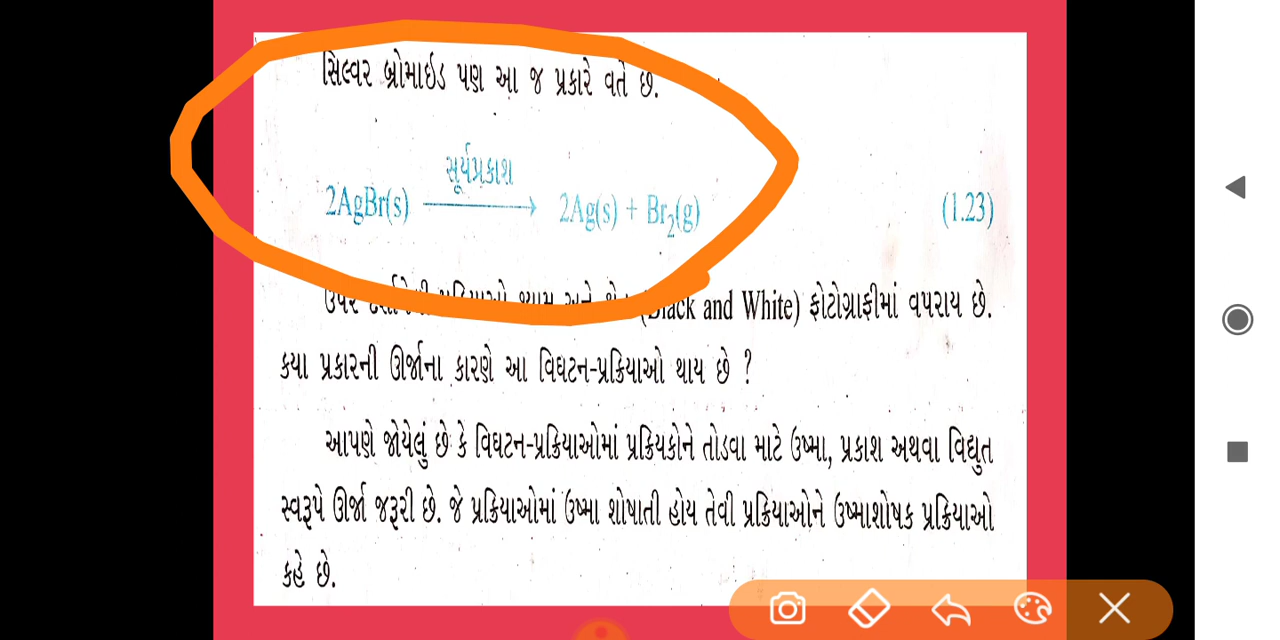 સિલ્વર બ્રોમાઇડ પણ આ જ પ્રકારે વર્તે છે.
સૂર્યપ્રકાશ
2AgBr(s) ⟶ 2Ag(s) + Br₂(g) (1.23)
ઉપર (Black and White) ફોટોગ્રાફીમાં વપરાય છે.
કયા પ્રકારની ઊર્જાના કારણે આ વિઘટન-પ્રક્રિયાઓ થાય છે ?
આપણે જોયેલું છે કે વિઘટન-પ્રક્રિયાઓમાં પ્રક્રિયકોને તોડવા માટે ઉષ્મા, પ્રકાશ અથવા વિદ્યુત
સ્વરૂપે ઊર્જા જરૂરી છે. જે પ્રક્રિયાઓમાં ઉષ્મા શોષાતી હોય તેવી પ્રક્રિયાઓને ઉષ્માશોષક પ્રક્રિયાઓ
કહે છે.